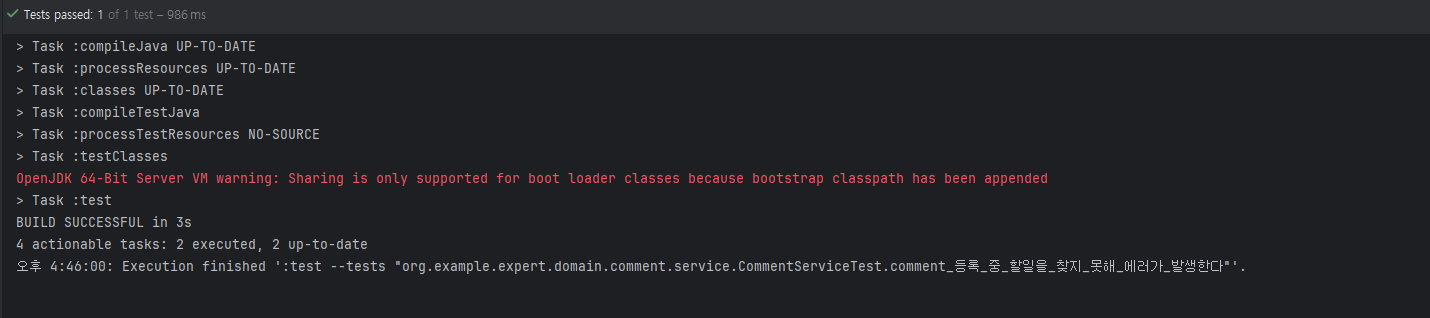 Tests passed: 1 of 1 test – 986 ms
> Task :compileJava UP-TO-DATE
> Task :processResources UP-TO-DATE
> Task :classes UP-TO-DATE
> Task :compileTestJava
> Task :processTestResources NO-SOURCE
> Task :testClasses
OpenJDK 64-Bit Server VM warning: Sharing is only supported for boot loader classes because bootstrap classpath has been appended
> Task :test
BUILD SUCCESSFUL in 3s
4 actionable tasks: 2 executed, 2 up-to-date
오후 4:46:00: Execution finished ':test --tests "org.example.expert.domain.comment.service.CommentServiceTest.comment_등록_중_할일을_찾지_못해_에러가_발생한다"'.